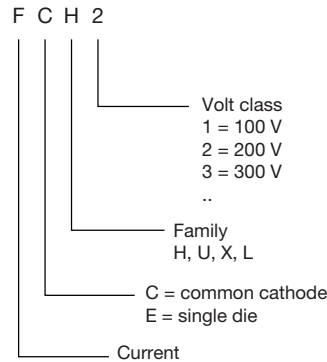 F C H 2
Volt class
1 = 100 V
2 = 200 V
3 = 300 V
..
Family
H, U, X, L
C = common cathode
E = single die
Current